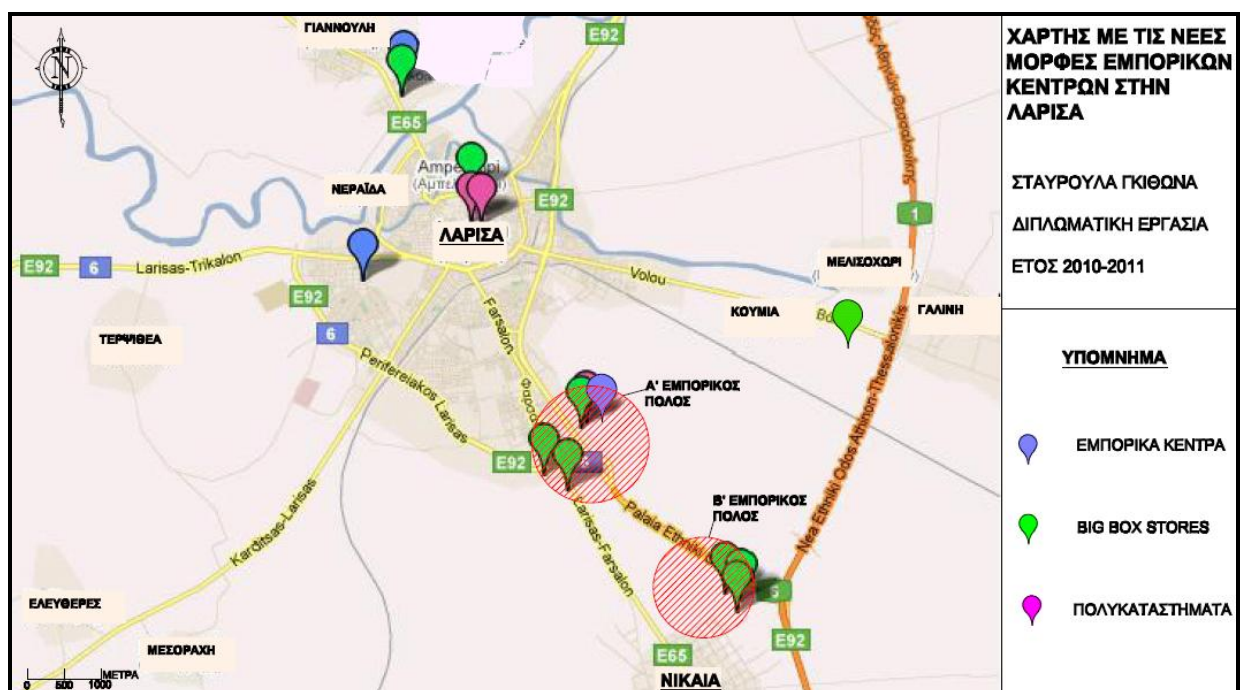 ΧΑΡΤΗΣ ΜΕ ΤΙΣ ΝΕΕΣ
ΜΟΡΦΕΣ ΕΜΠΟΡΙΚΩΝ
ΚΕΝΤΡΩΝ ΣΤΗΝ
ΛΑΡΙΣΑ
ΣΤΑΥΡΟΥΛΑ ΓΚΙΘΩΝΑ
ΔΙΠΛΩΜΑΤΙΚΗ ΕΡΓΑΣΙΑ
ΕΤΟΣ 2010-2011
ΥΠΟΜΝΗΜΑ
ΕΜΠΟΡΙΚΑ ΚΕΝΤΡΑ
BIG BOX STORES
ΠΟΛΥΚΑΤΑΣΤΗΜΑΤΑ
N
ΓΙΑΝΝΟΥΛΗ
E92
E65
ΝΕΡΑΪΔΑ
ΛΑΡΙΣΑ
E92
1
E92
6
Larisas-Trikalon
E92
6
ΤΕΡΨΙΘΕΑ
Volou
ΜΕΛΙΣΟΧΩΡΙ
ΚΟΥΜΙΑ
ΓΑΛΙΝΗ
Farsalon
Perifereiakos Larisas
Α' ΕΜΠΟΡΙΚΟΣ
ΠΟΛΟΣ
E92
Β' ΕΜΠΟΡΙΚΟΣ
ΠΟΛΟΣ
Karditsas-Larisas
Larisas-Farsalon
Palaia Ethniki
Nea Ethniki Odos Athinon-Thessalonikis
ΕΛΕΥΘΕΡΕΣ
ΜΕΣΟΡΑΧΗ
E65
E92
ΝΙΚΑΙΑ
ΜΕΤΡΑ
0 500 1000